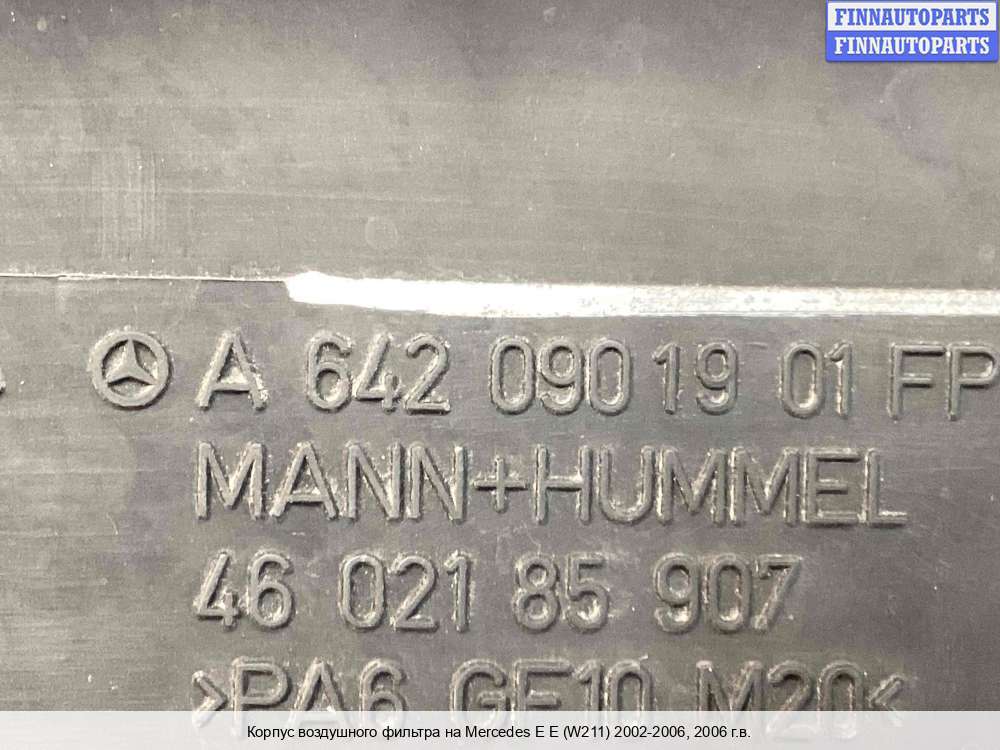 FINNAUTOPARTS
FINNAUTOPARTS
A 642 090 19 01 FP
MANN+HUMMEL
46 021 85 907
>PA6 GF10 M20<
Корпус воздушного фильтра на Mercedes E E (W211) 2002-2006, 2006 г.в.